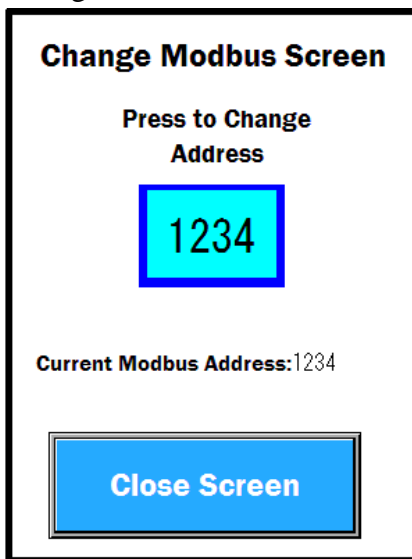 Change Modbus Screen
Press to Change
Address
1234
Current Modbus Address:1234
Close Screen